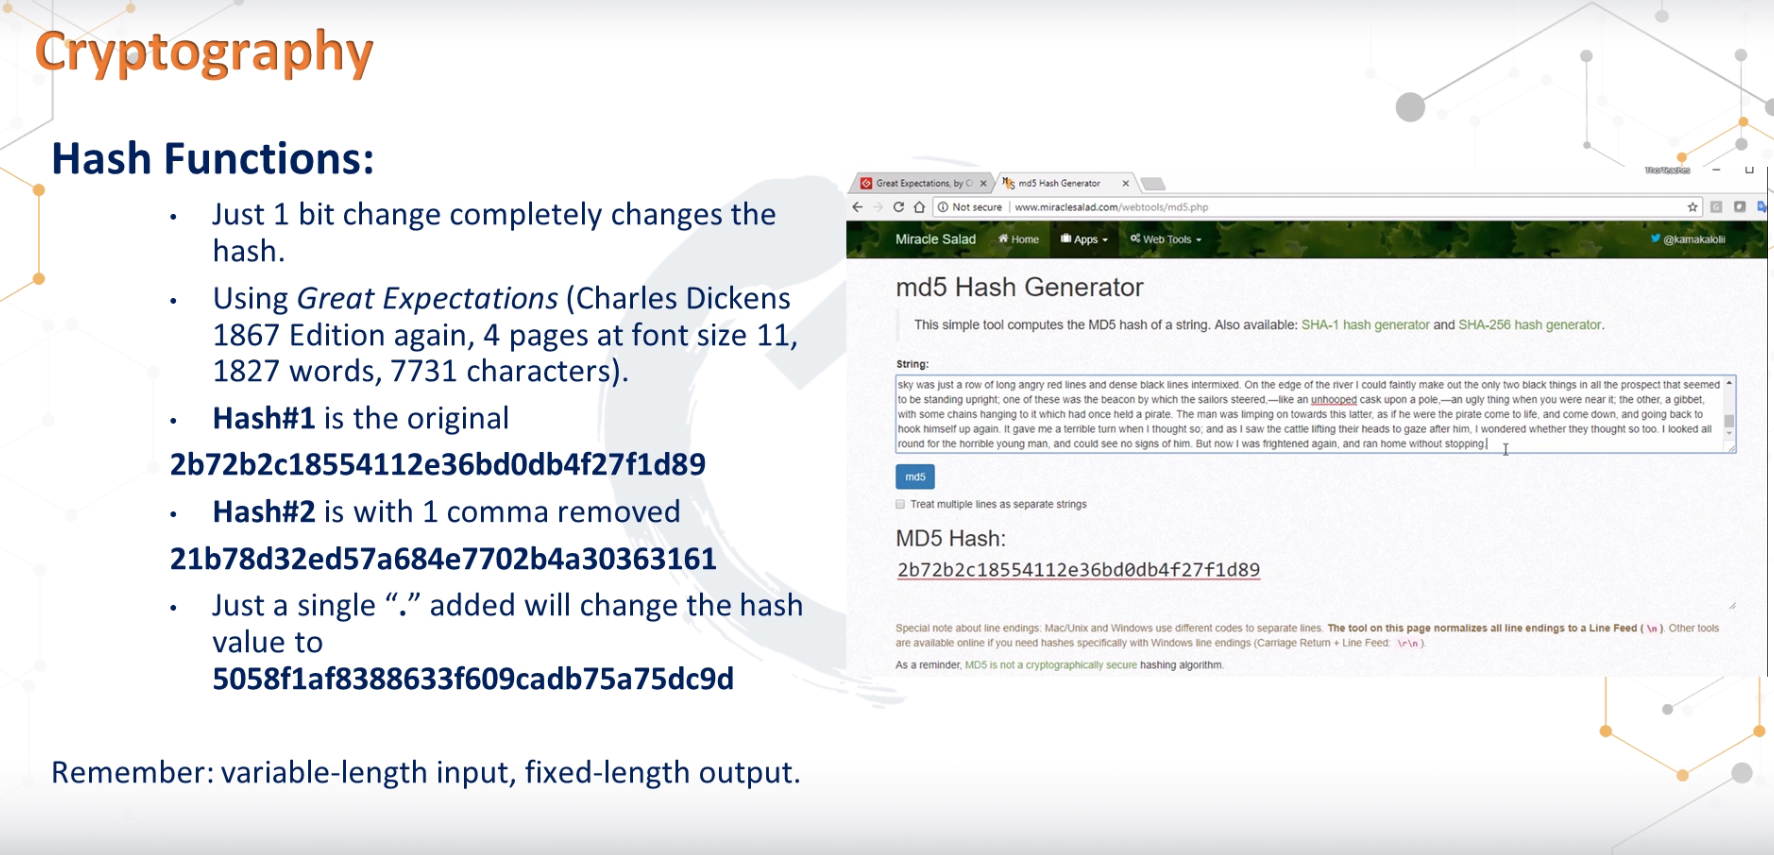 Cryptography
Hash Functions:
• Just 1 bit change completely changes the
hash.
• Using Great Expectations (Charles Dickens
1867 Edition again, 4 pages at font size 11,
1827 words, 7731 characters).
• Hash#1 is the original
2b72b2c18554112e36bd0db4f27f1d89
• Hash#2 is with 1 comma removed
21b78d32ed57a684e7702b4a30363161
• Just a single “.” added will change the hash
value to
5058f1af8388633f609cadb75a75dc9d
Remember: variable-length input, fixed-length output.
ThorTeaches
Great Expectations, by C
md5 Hash Generator
Not secure | www.miraclesalad.com/webtools/md5.php
Miracle Salad Home Apps Web Tools @kamakalolii
md5 Hash Generator
This simple tool computes the MD5 hash of a string. Also available: SHA-1 hash generator and SHA-256 hash generator.
String:
sky was just a row of long angry red lines and dense black lines intermixed. On the edge of the river I could faintly make out the only two black things in all the prospect that seemed
to be standing upright; one of these was the beacon by which the sailors steered,—like an unhooped cask upon a pole,—an ugly thing when you were near it; the other, a gibbet,
with some chains hanging to it which had once held a pirate. The man was limping on towards this latter, as if he were the pirate come to life, and come down, and going back to
hook himself up again. It gave me a terrible turn when I thought so; and as I saw the cattle lifting their heads to gaze after him, I wondered whether they thought so too. I looked all
round for the horrible young man, and could see no signs of him. But now I was frightened again, and ran home without stopping.
md5
Treat multiple lines as separate strings
MD5 Hash:
2b72b2c18554112e36bd0db4f27f1d89
Special note about line endings: Mac/Unix and Windows use different codes to separate lines. The tool on this page normalizes all line endings to a Line Feed ( \n ). Other tools
are available online if you need hashes specifically with Windows line endings (Carriage Return + Line Feed: \r\n ).
As a reminder, MD5 is not a cryptographically secure hashing algorithm.